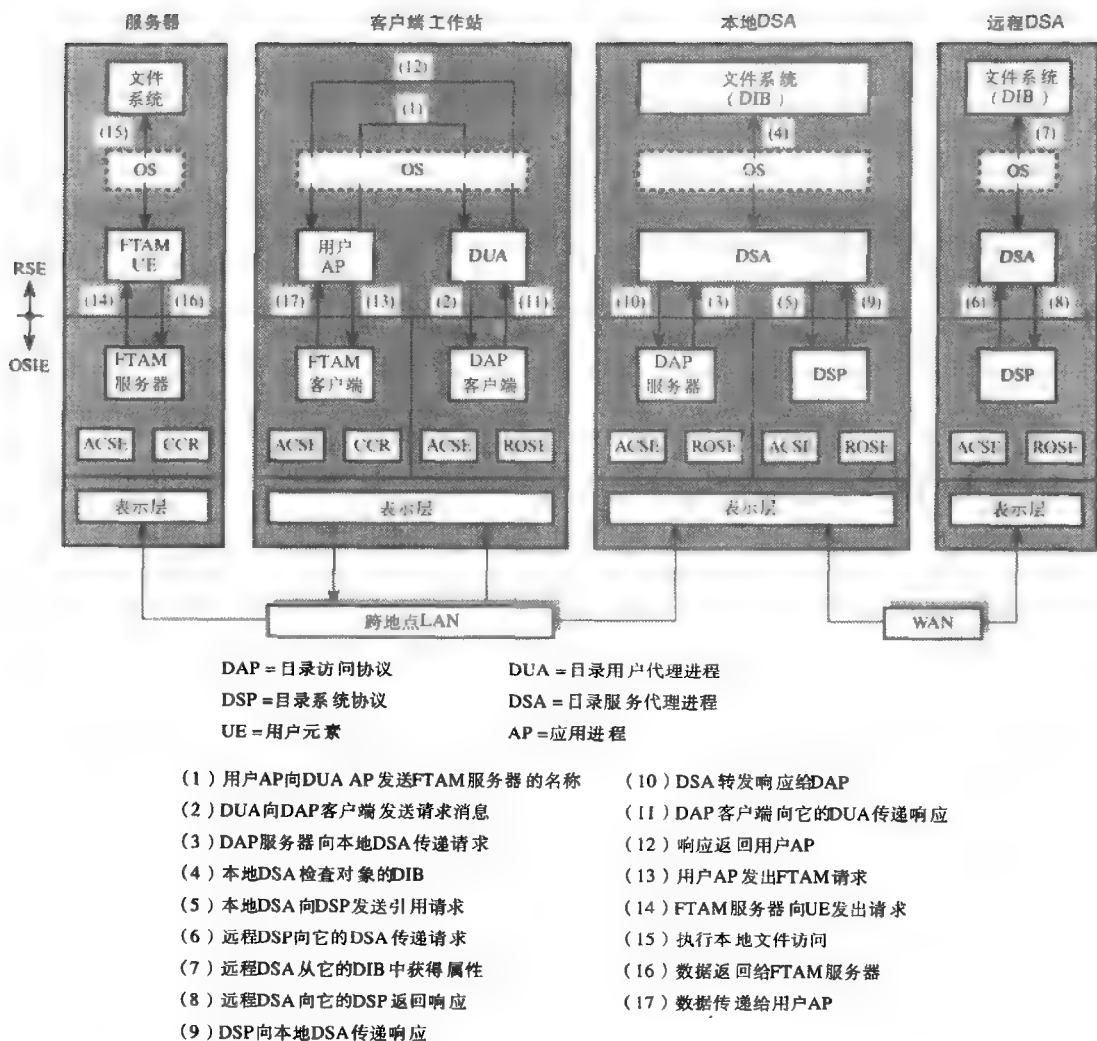 服务器
客户端工作站
本地DSA
远程DSA
文件
系统
(15)
OS
FTAM
UE
(14)
(16)
FTAM
服务器
ACSE
CCR
表示层
RSE
OSIE
(12)
(1)
OS
用户
AP
DUA
(17)
(13)
(2)
(11)
FTAM
客户端
DAP
客户端
ACSE
CCR
ACSE
ROSE
表示层
文件系统
(DIB)
(4)
OS
DSA
(10)
(3)
(5)
(9)
DAP
服务器
DSP
ACSE
ROSE
ACSE
ROSE
表示层
文件系统
(DIB)
(7)
OS
DSA
(6)
(8)
DSP
ACSE
ROSE
表示层
跨地点LAN
WAN
DAP =目录访问协议
DUA =目录用户代理进程
DSP =目录系统协议
DSA =目录服务代理进程
UE =用户元素
AP =应用进程
(1)用户AP向DUA AP发送FTAM服务器的名称
(2)DUA向DAP客户端发送请求消息
(3)DAP服务器向本地DSA传递请求
(4)本地DSA检查对象的DIB
(5)本地DSA向DSP发送引用请求
(6)远程DSP向它的DSA传递请求
(7)远程DSA从它的DIB中获得属性
(8)远程DSA向它的DSP返回响应
(9)DSP向本地DSA传递响应
(10)DSA转发响应给DAP
(11)DAP客户端向它的DUA传递响应
(12)响应返回用户AP
(13)用户AP发出FTAM请求
(14)FTAM服务器向UE发出请求
(15)执行本地文件访问
(16)数据返回给FTAM服务器
(17)数据传递给用户AP